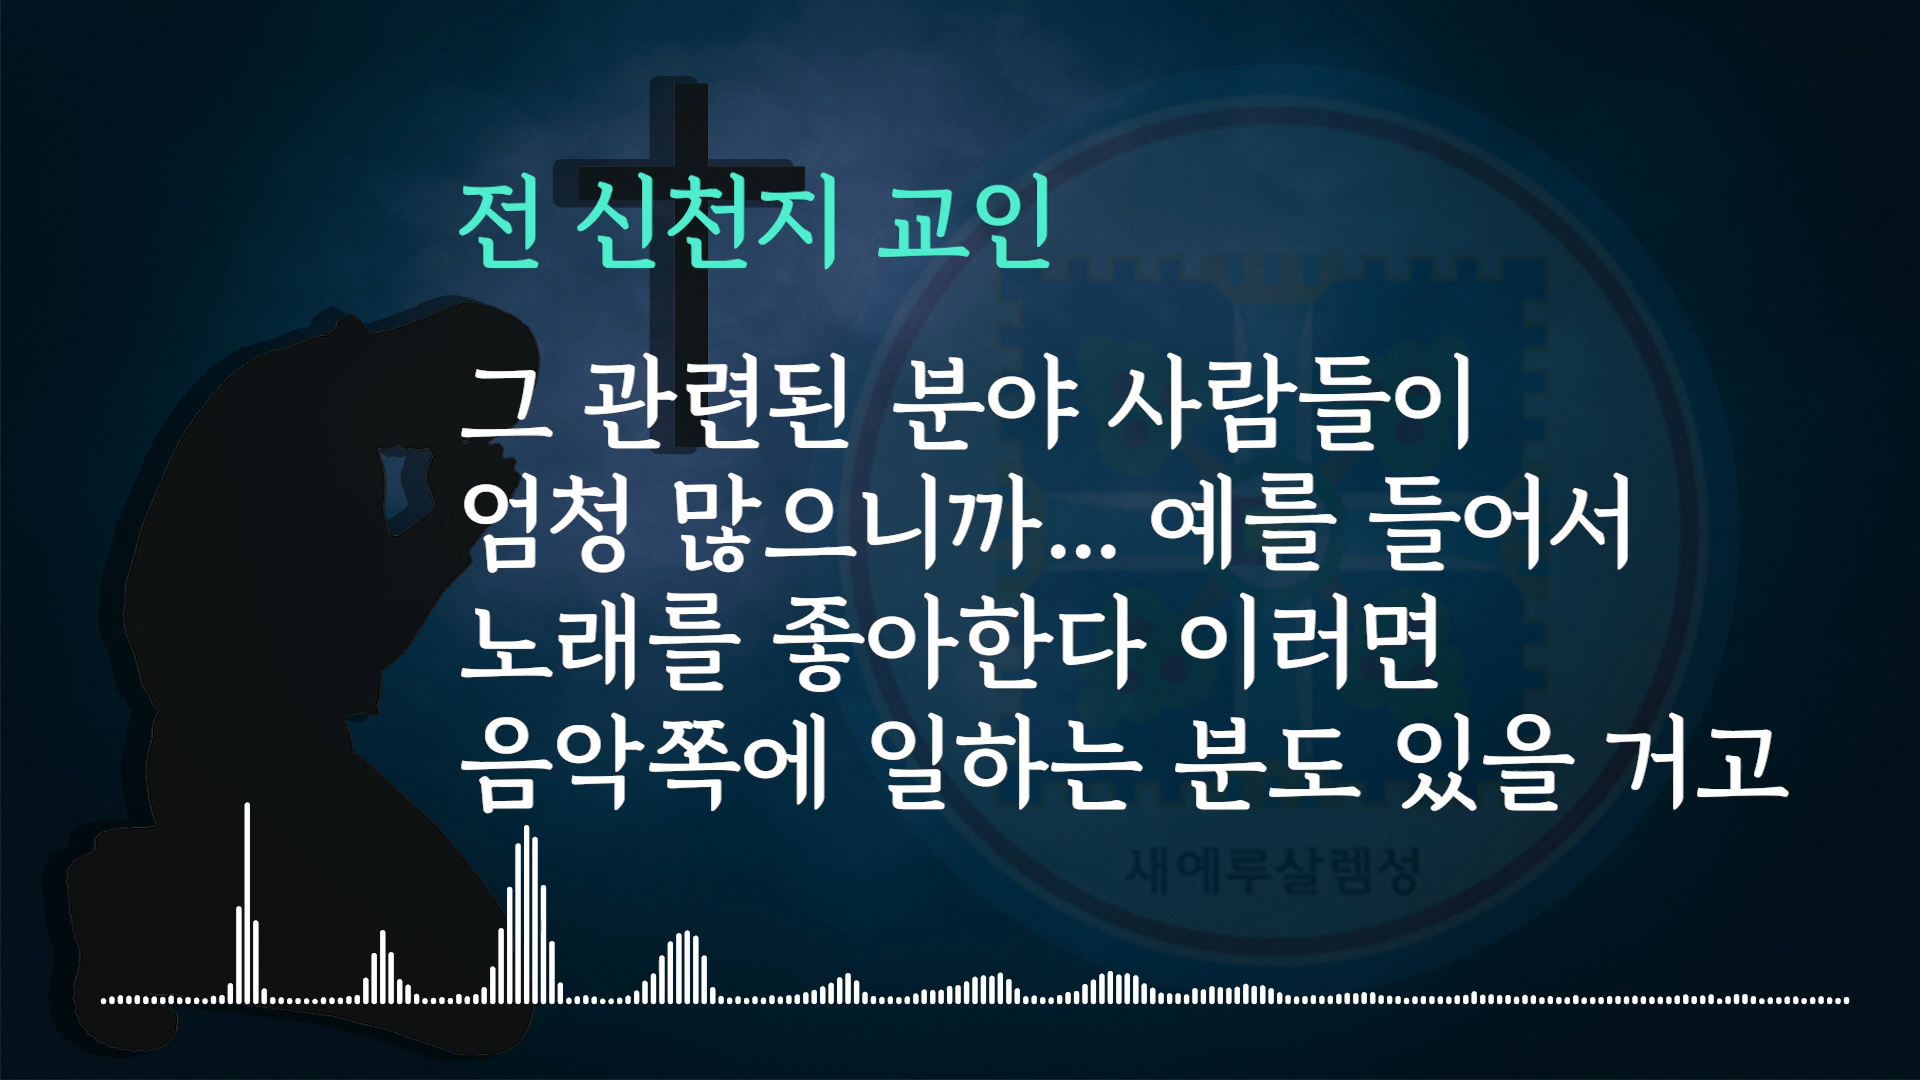 전 신천지 교인
그 관련된 분야 사람들이
엄청 많으니까... 예를 들어서
노래를 좋아한다 이러면
음악쪽에 일하는 분도 있을 거고
새예루살렘성